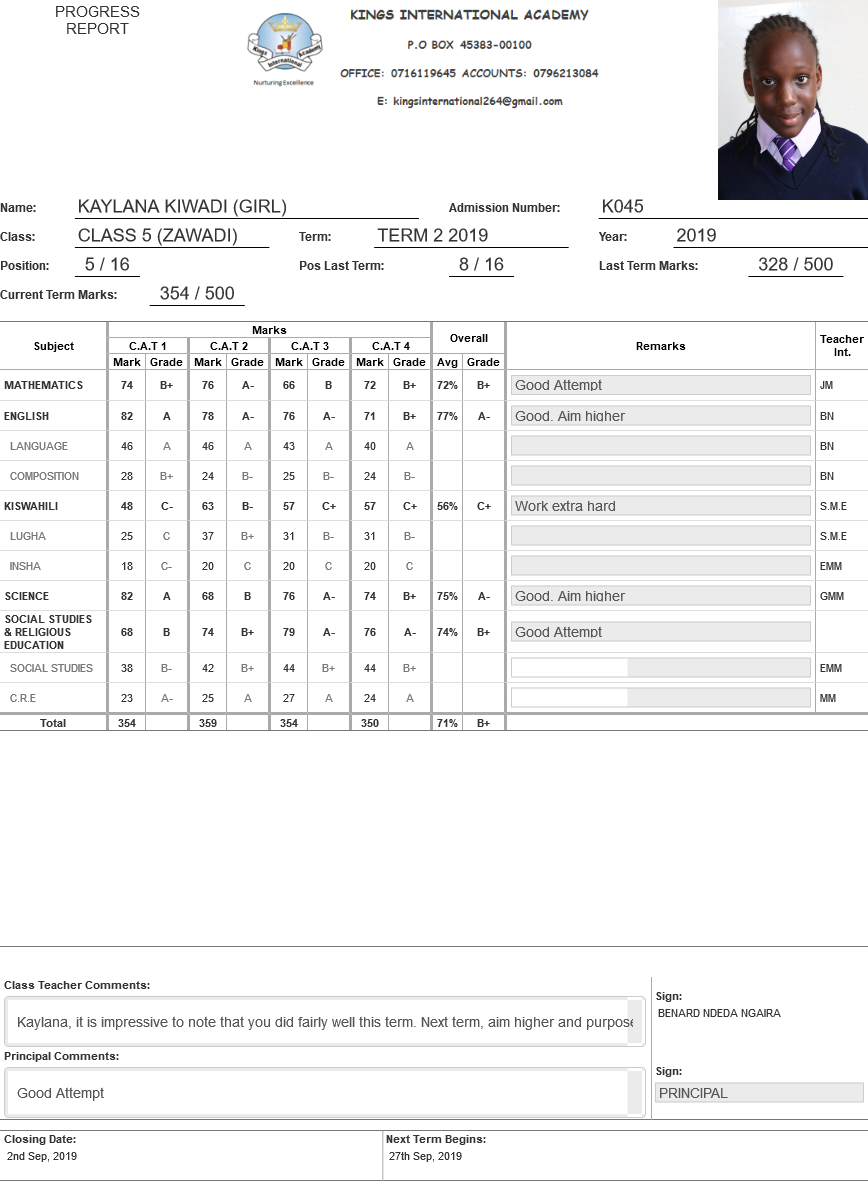 PROGRESS
REPORT
KINGS INTERNATIONAL ACADEMY
P.O BOX 45383-00100
OFFICE: 0716119645 ACCOUNTS: 0796213084
E: kingsinternational264@gmail.com
Kings International Academy
Nurturing Excellence
Name: KAYLANA KIWADI (GIRL) Admission Number: K045
Class: CLASS 5 (ZAWADI) Term: TERM 2 2019 Year: 2019
Position: 5 / 16 Pos Last Term: 8 / 16 Last Term Marks: 328 / 500
Current Term Marks: 354 / 500
Subject Marks Overall Remarks Teacher Int.
C.A.T 1 C.A.T 2 C.A.T 3 C.A.T 4
Mark Grade Mark Grade Mark Grade Mark Grade Avg Grade
MATHEMATICS 74 B+ 76 A- 66 B 72 B+ 72% B+ Good Attempt JM
ENGLISH 82 A 78 A- 76 A- 71 B+ 77% A- Good. Aim higher BN
LANGUAGE 46 A 46 A 43 A 40 A BN
COMPOSITION 28 B+ 24 B- 25 B- 24 B- BN
KISWAHILI 48 C- 63 B- 57 C+ 57 C+ 56% C+ Work extra hard S.M.E
LUGHA 25 C 37 B+ 31 B- 31 B- S.M.E
INSHA 18 C- 20 C 20 C 20 C EMM
SCIENCE 82 A 68 B 76 A- 74 B+ 75% A- Good. Aim higher GMM
SOCIAL STUDIES
& RELIGIOUS
EDUCATION 68 B 74 B+ 79 A- 76 A- 74% B+ Good Attempt
SOCIAL STUDIES 38 B- 42 B+ 44 B+ 44 B+ EMM
C.R.E 23 A- 25 A 27 A 24 A MM
Total 354 359 354 350 71% B+
Class Teacher Comments:
Kaylana, it is impressive to note that you did fairly well this term. Next term, aim higher and purpose
Sign:
BENARD NDEDA NGAIRA
Principal Comments:
Good Attempt
Sign:
PRINCIPAL
Closing Date:
2nd Sep, 2019
Next Term Begins:
27th Sep, 2019